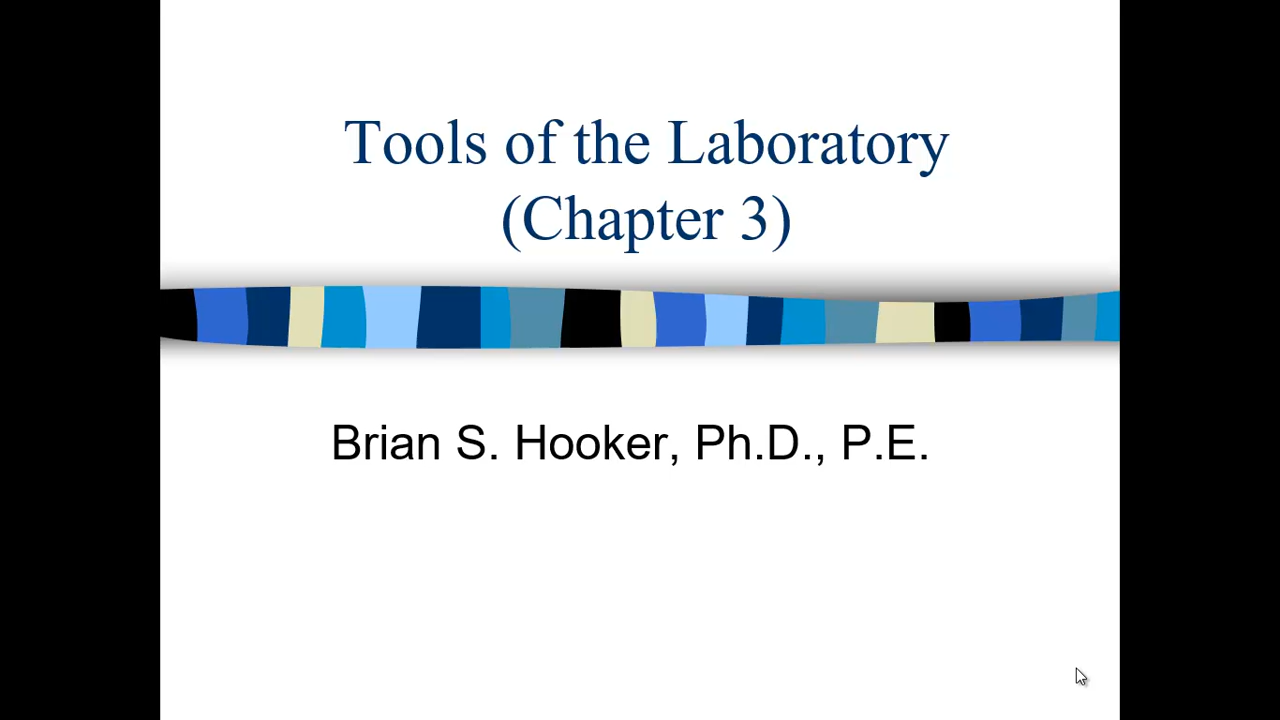 Tools of the Laboratory
(Chapter 3)
Brian S. Hooker, Ph.D., P.E.